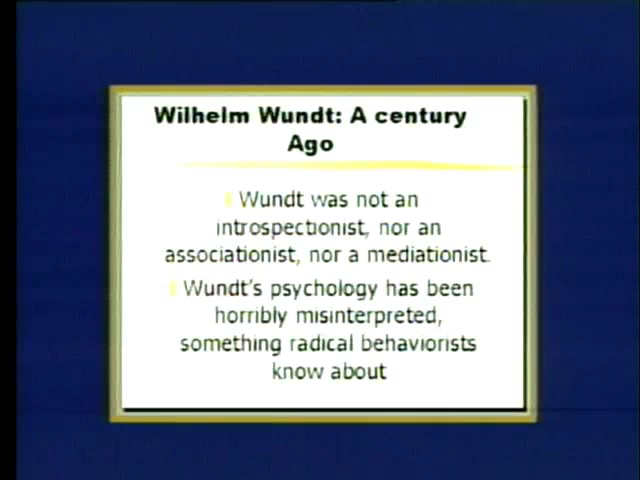 Wilhelm Wundt: A century
Ago
Wundt was not an
introspectionist, nor an
associationist, nor a mediationist.
Wundt's psychology has been
horribly misinterpreted,
something radical behaviorists
know about